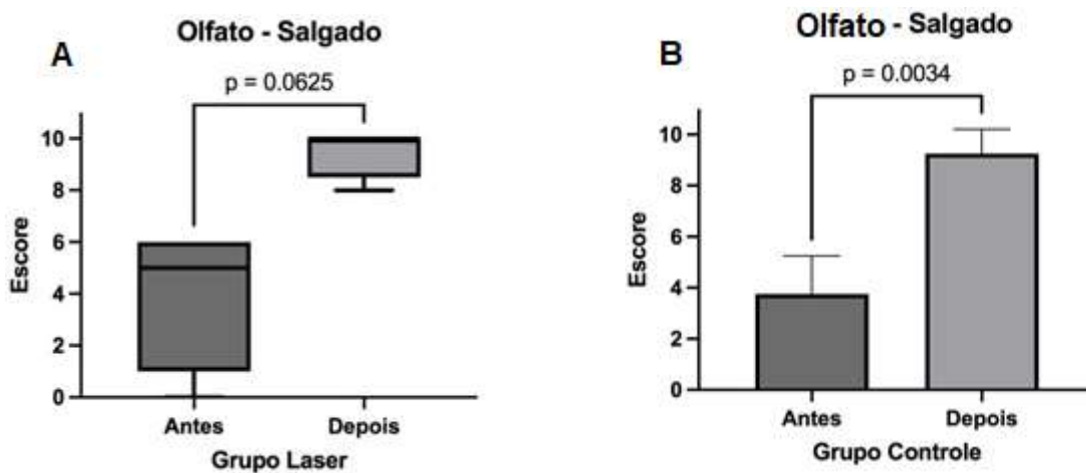 A
Olfato - Salgado
p = 0.0625
Escore
10
8
6
4
2
0
Antes Depois
Grupo Laser
B
Olfato - Salgado
p = 0.0034
Escore
10
8
6
4
2
0
Antes Depois
Grupo Controle